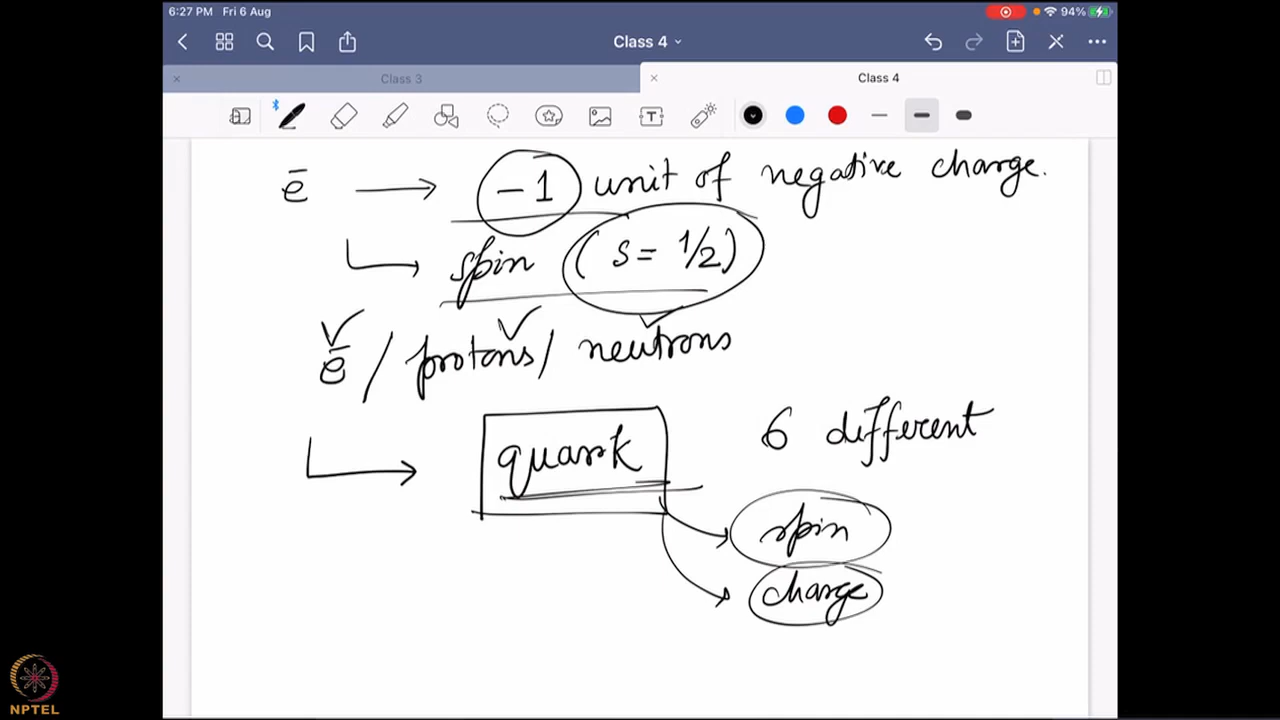 6:27 PM Fri 6 Aug
94%
Class 4
Class 3
Class 4
T
ē → -1 unit of negative charge.
spin (s = 1/2)
ē / protons / neutrons
quark
6 different
spin
charge
NPTEL